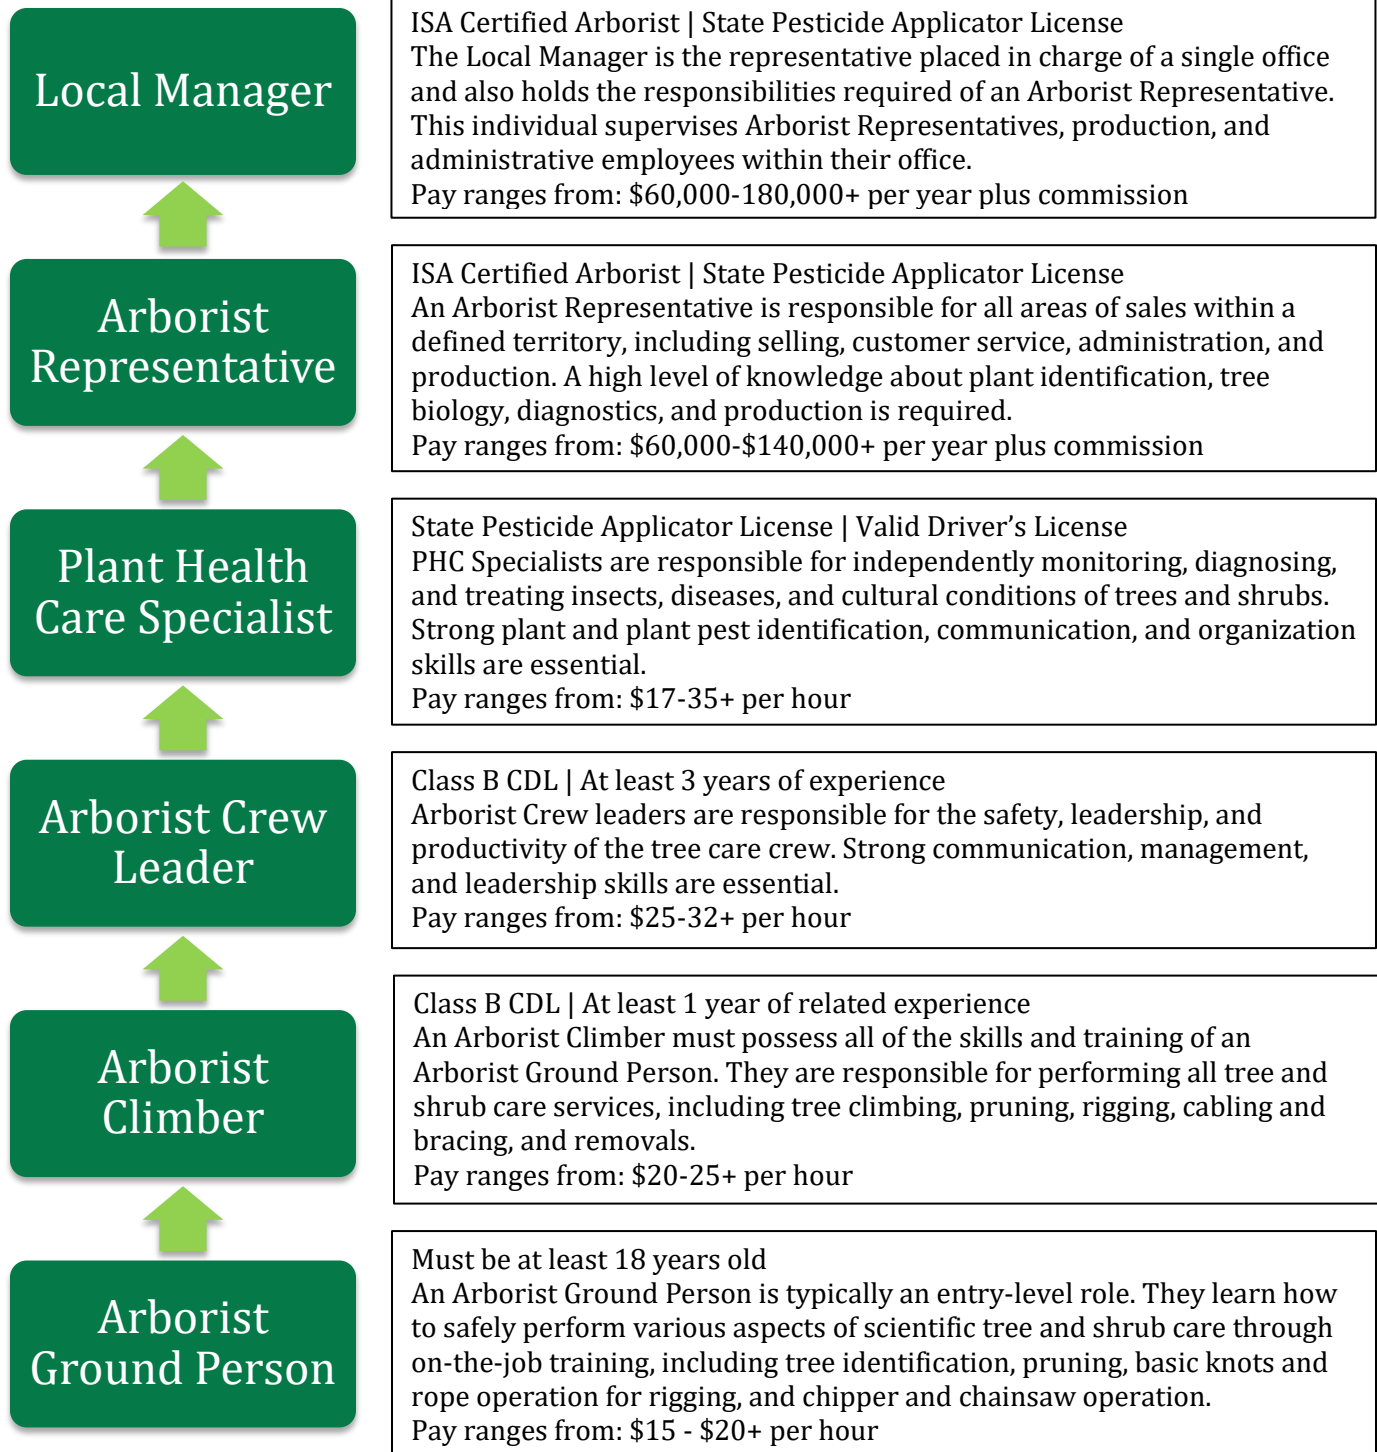 Local Manager
ISA Certified Arborist | State Pesticide Applicator License
The Local Manager is the representative placed in charge of a single office
and also holds the responsibilities required of an Arborist Representative.
This individual supervises Arborist Representatives, production, and
administrative employees within their office.
Pay ranges from: $60,000-180,000+ per year plus commission
Arborist
Representative
ISA Certified Arborist | State Pesticide Applicator License
An Arborist Representative is responsible for all areas of sales within a
defined territory, including selling, customer service, administration, and
production. A high level of knowledge about plant identification, tree
biology, diagnostics, and production is required.
Pay ranges from: $60,000-$140,000+ per year plus commission
Plant Health
Care Specialist
State Pesticide Applicator License | Valid Driver’s License
PHC Specialists are responsible for independently monitoring, diagnosing,
and treating insects, diseases, and cultural conditions of trees and shrubs.
Strong plant and plant pest identification, communication, and organization
skills are essential.
Pay ranges from: $17-35+ per hour
Arborist Crew
Leader
Class B CDL | At least 3 years of experience
Arborist Crew leaders are responsible for the safety, leadership, and
productivity of the tree care crew. Strong communication, management,
and leadership skills are essential.
Pay ranges from: $25-32+ per hour
Arborist
Climber
Class B CDL | At least 1 year of related experience
An Arborist Climber must possess all of the skills and training of an
Arborist Ground Person. They are responsible for performing all tree and
shrub care services, including tree climbing, pruning, rigging, cabling and
bracing, and removals.
Pay ranges from: $20-25+ per hour
Arborist
Ground Person
Must be at least 18 years old
An Arborist Ground Person is typically an entry-level role. They learn how
to safely perform various aspects of scientific tree and shrub care through
on-the-job training, including tree identification, pruning, basic knots and
rope operation for rigging, and chipper and chainsaw operation.
Pay ranges from: $15 - $20+ per hour